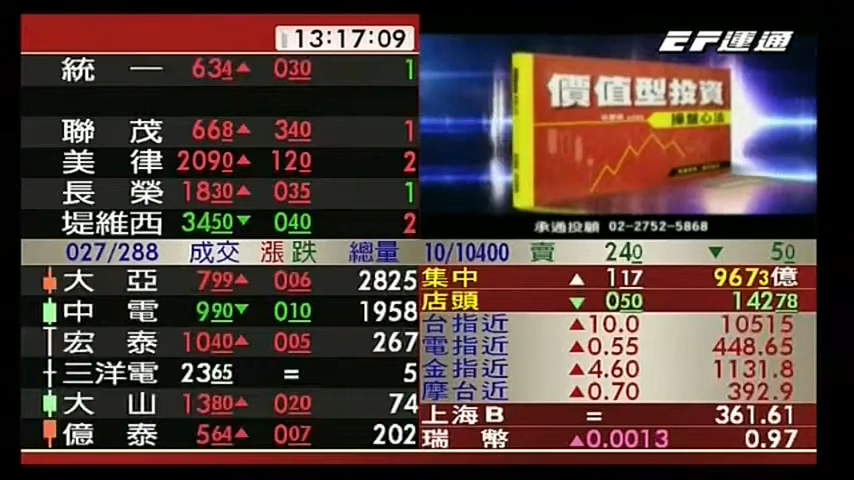 13:17:09
統一 634▲ 030 1
聯茂 668▲ 340 1
美律 2090▲ 120 2
長榮 1830▲ 035 1
堤維西 3450▼ 040 2
EF運通
價值型投資
操盤心法
承通投顧 02-2752-5868
027/288 成交 漲跌 總量
大亞 799▲ 006 2825
中電 990▼ 010 1958
宏泰 1040▲ 005 267
三洋電 2365 = 5
大山 1380▲ 020 74
億泰 564▲ 007 202
10/10400 賣 240 ▼ 50
集中 ▲ 117 9673億
店頭 ▼ 050 14278
台指近 ▲10.0 10515
電指近 ▲0.55 448.65
金指近 ▲4.60 1131.8
摩台近 ▲0.70 392.9
上海B = 361.61
瑞幣 ▲0.0013 0.97